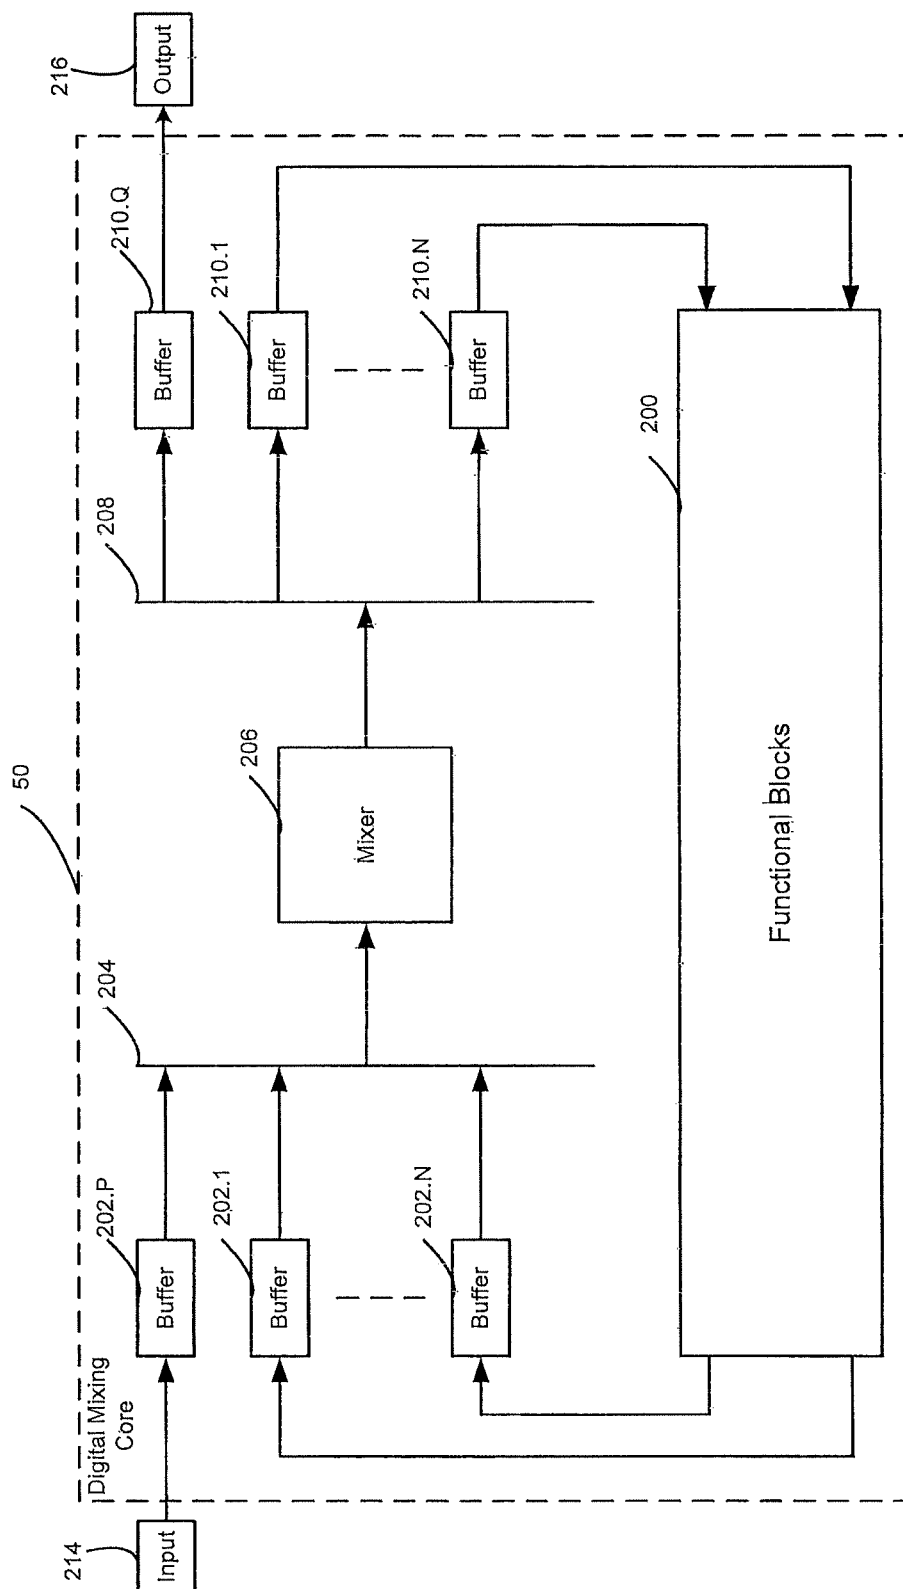 50
214
Input
Digital Mixing
Core
202.P
Buffer
202.1
Buffer
202.N
Buffer
204
206
Mixer
208
210.Q
Buffer
210.1
Buffer
210.N
Buffer
216
Output
200
Functional Blocks